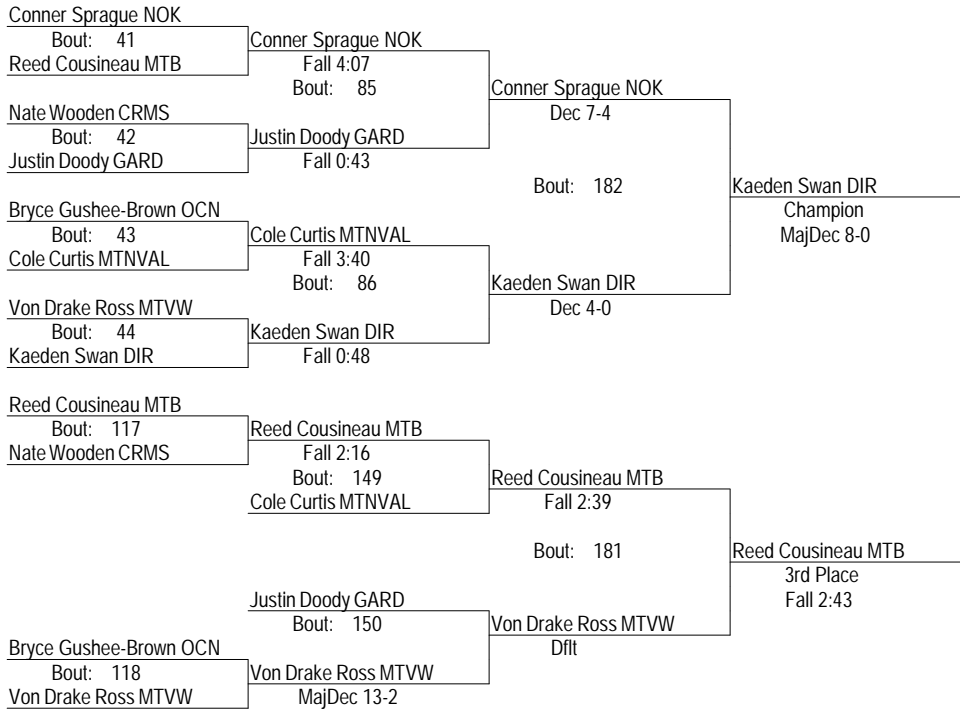 Conner Sprague NOK
Bout: 41
Conner Sprague NOK
Reed Cousineau MTB
Fall 4:07
Bout: 85
Conner Sprague NOK
Nate Wooden CRMS
Dec 7-4
Bout: 42
Justin Doody GARD
Justin Doody GARD
Fall 0:43
Bout: 182
Kaeden Swan DIR
Bryce Gushee-Brown OCN
Champion
Bout: 43
Cole Curtis MTNVAL
MajDec 8-0
Cole Curtis MTNVAL
Fall 3:40
Bout: 86
Kaeden Swan DIR
Von Drake Ross MTVW
Dec 4-0
Bout: 44
Kaeden Swan DIR
Kaeden Swan DIR
Fall 0:48
Reed Cousineau MTB
Bout: 117
Reed Cousineau MTB
Nate Wooden CRMS
Fall 2:16
Bout: 149
Reed Cousineau MTB
Cole Curtis MTNVAL
Fall 2:39
Bout: 181
Reed Cousineau MTB
3rd Place
Justin Doody GARD
Fall 2:43
Bout: 150
Von Drake Ross MTVW
Bryce Gushee-Brown OCN
Dflt
Bout: 118
Von Drake Ross MTVW
Von Drake Ross MTVW
MajDec 13-2